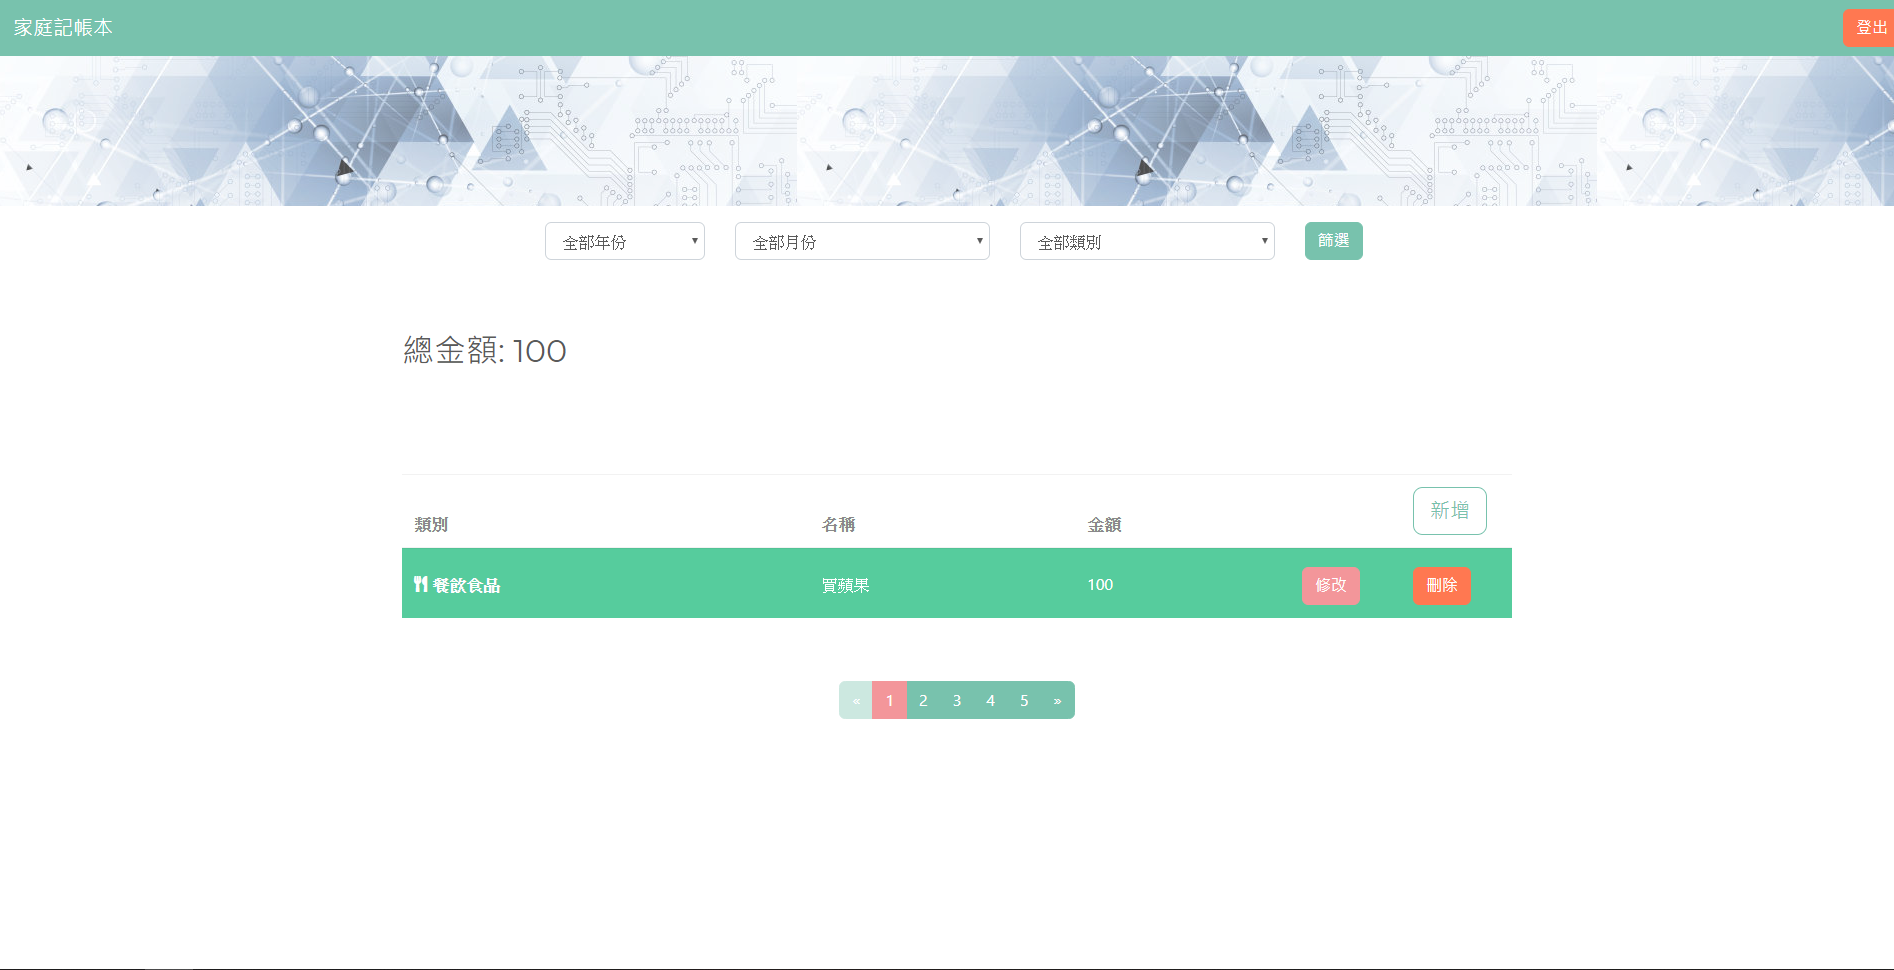 家庭記帳本
登出
全部年份 全部月份 全部類別 篩選
總金額: 100
新增
類別 名稱 金額
餐飲食品 買蘋果 100 修改 刪除
« 1 2 3 4 5 »